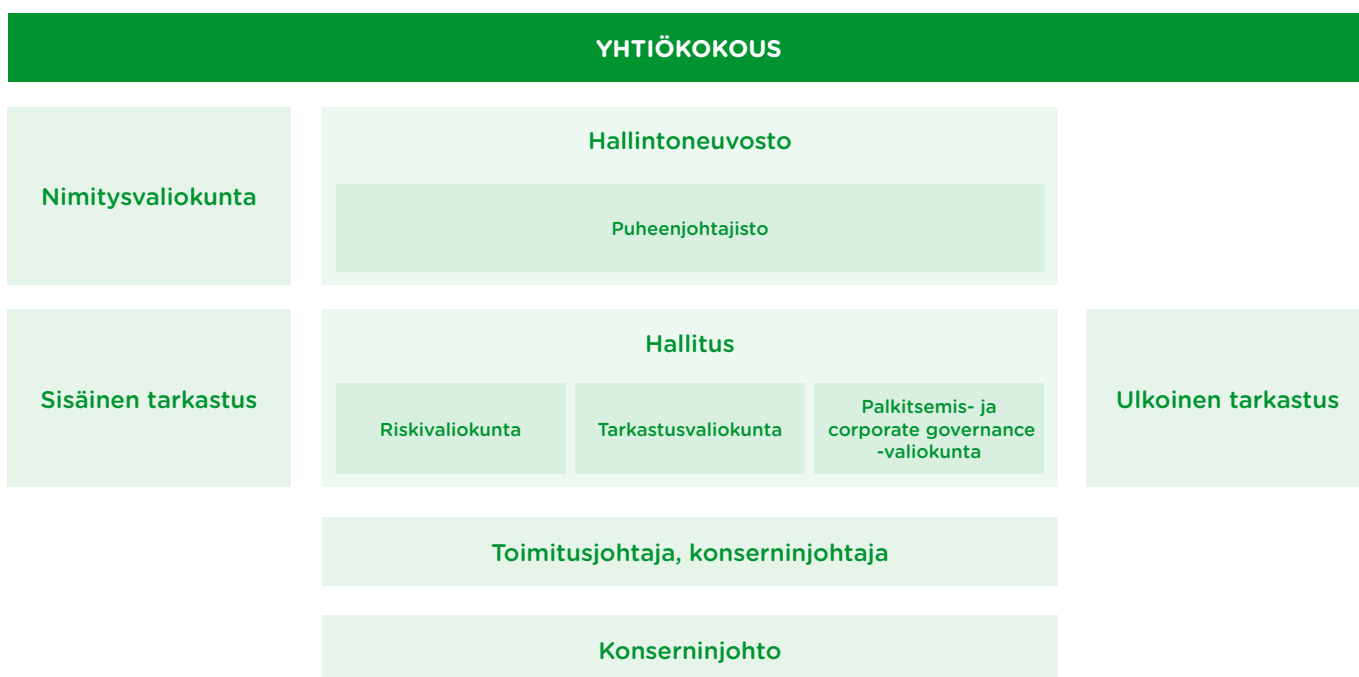 YHTIÖKOKOUS
Nimitysvaliokunta
Hallintoneuvosto
Puheenjohtajisto
Sisäinen tarkastus
Hallitus
Riskivaliokunta
Tarkastusvaliokunta
Palkitsemis- ja
corporate governance
-valiokunta
Ulkoinen tarkastus
Toimitusjohtaja, konserninjohtaja
Konserninjohto